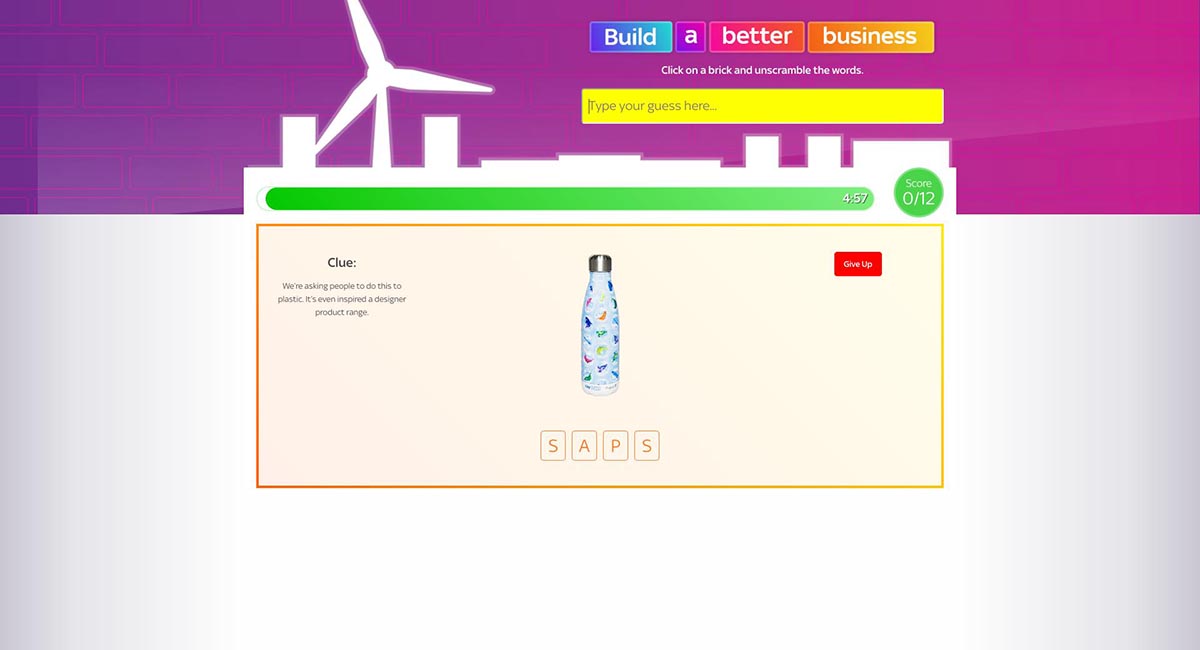 Build a better business
Click on a brick and unscramble the words.
Type your guess here...
4:57
Score
0/12
Clue:
We're asking people to do this to
plastic. It's even inspired a designer
product range.
Give Up
S A P S